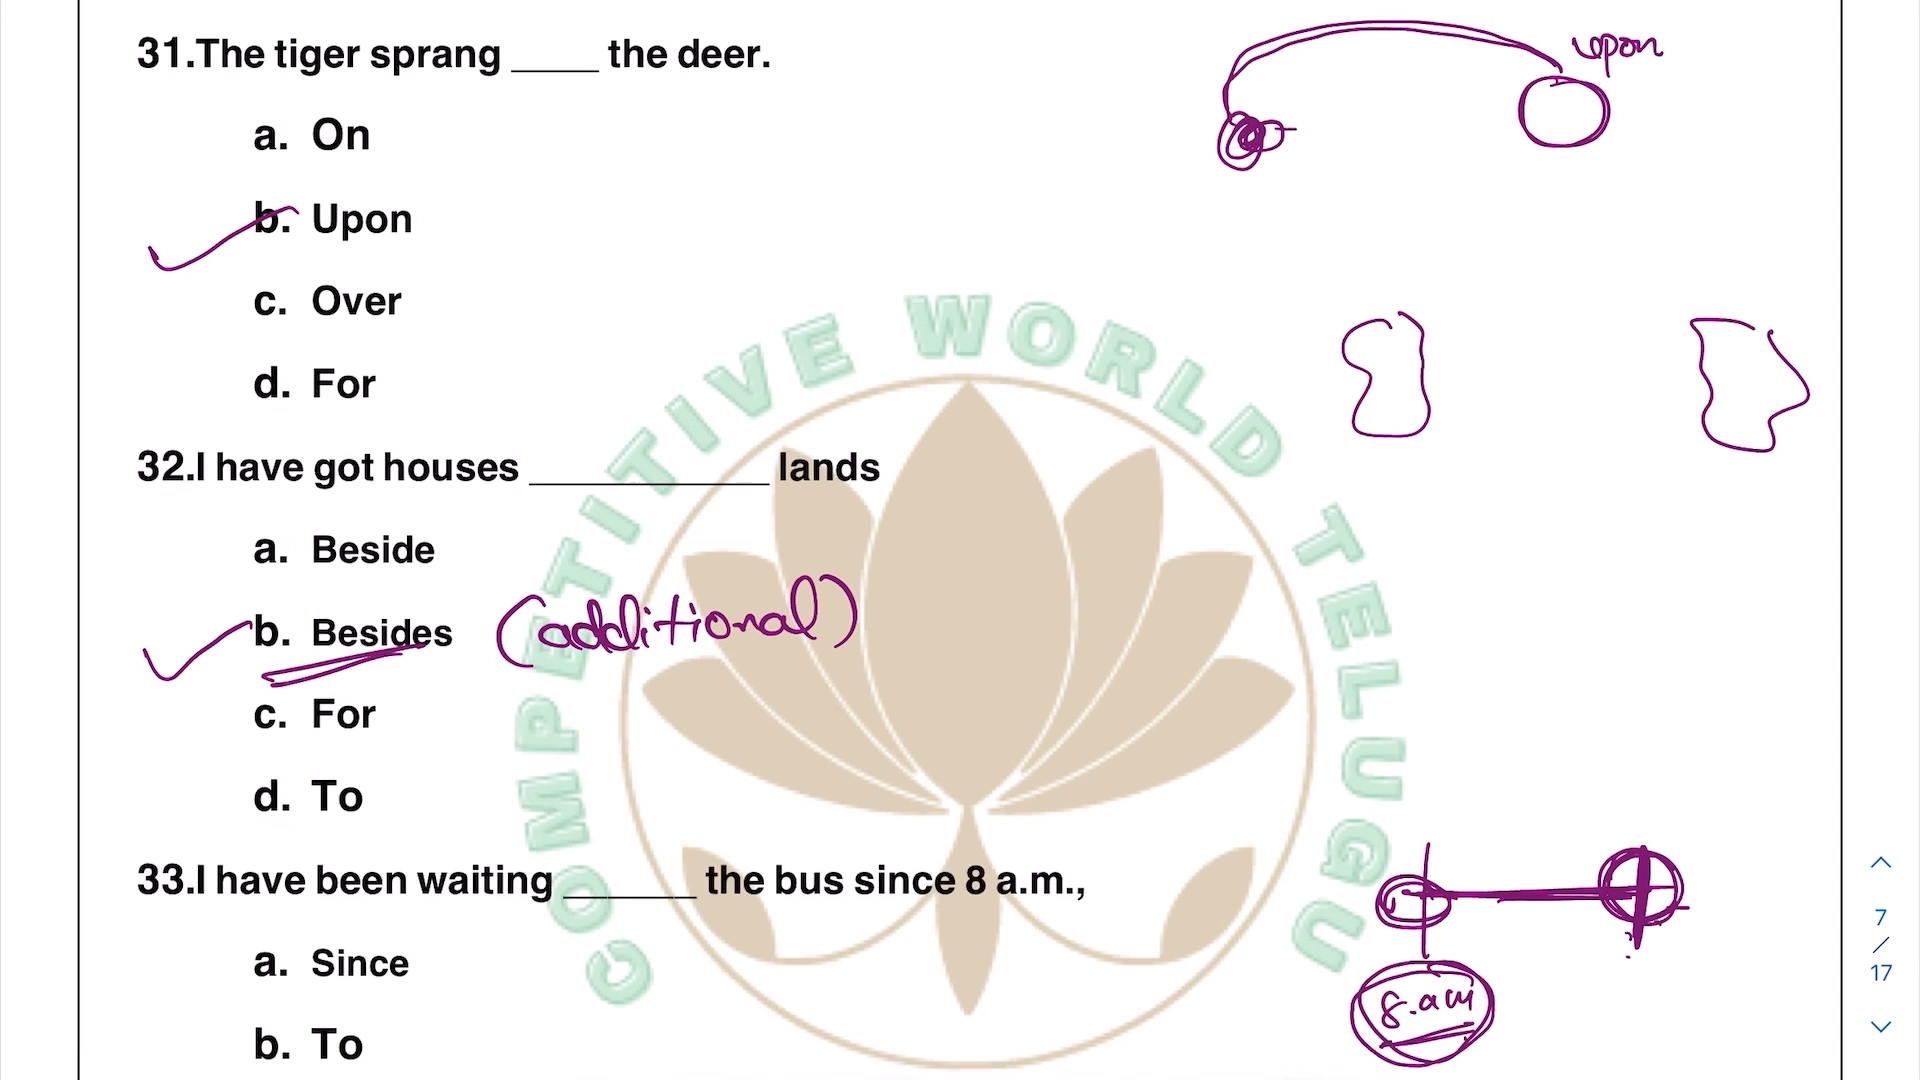 31.The tiger sprang _____ the deer.
upon
a. On
b. Upon
c. Over
d. For
COMPETITIVE WORLD TELUGU
32.I have got houses ____________ lands
a. Beside
b. Besides (additional)
c. For
d. To
33.I have been waiting _______ the bus since 8 a.m.,
a. Since
8.am
b. To
7
/
17